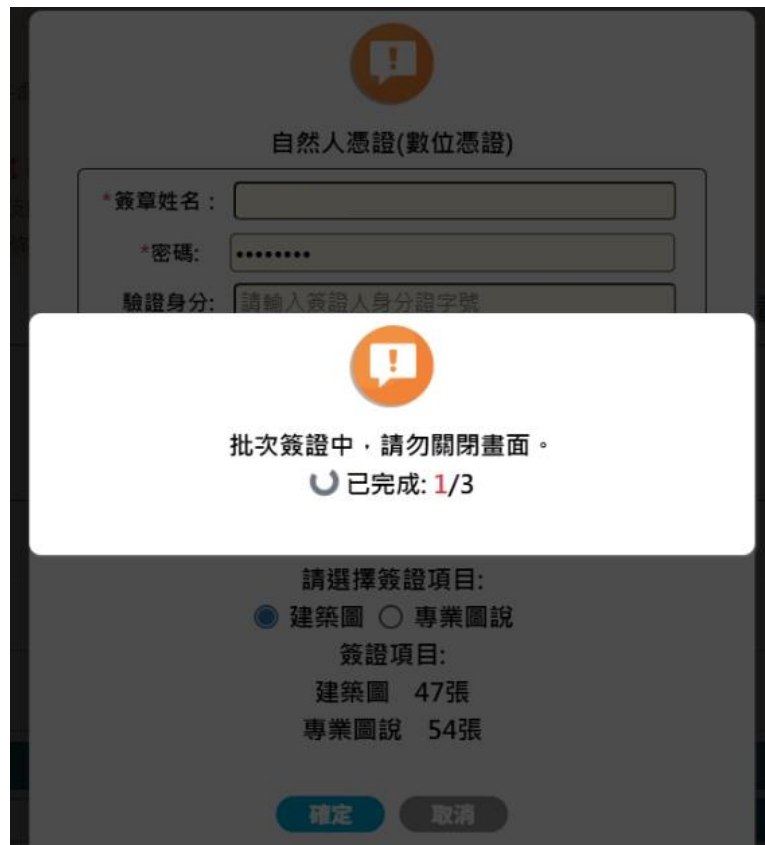 自然人憑證(數位憑證)
*簽章姓名：
*密碼: ••••••••
驗證身分: 請輸入簽證人身分證字號
批次簽證中，請勿關閉畫面。
已完成: 1/3
請選擇簽證項目:
建築圖 專業圖說
簽證項目:
建築圖 47張
專業圖說 54張
確定 取消